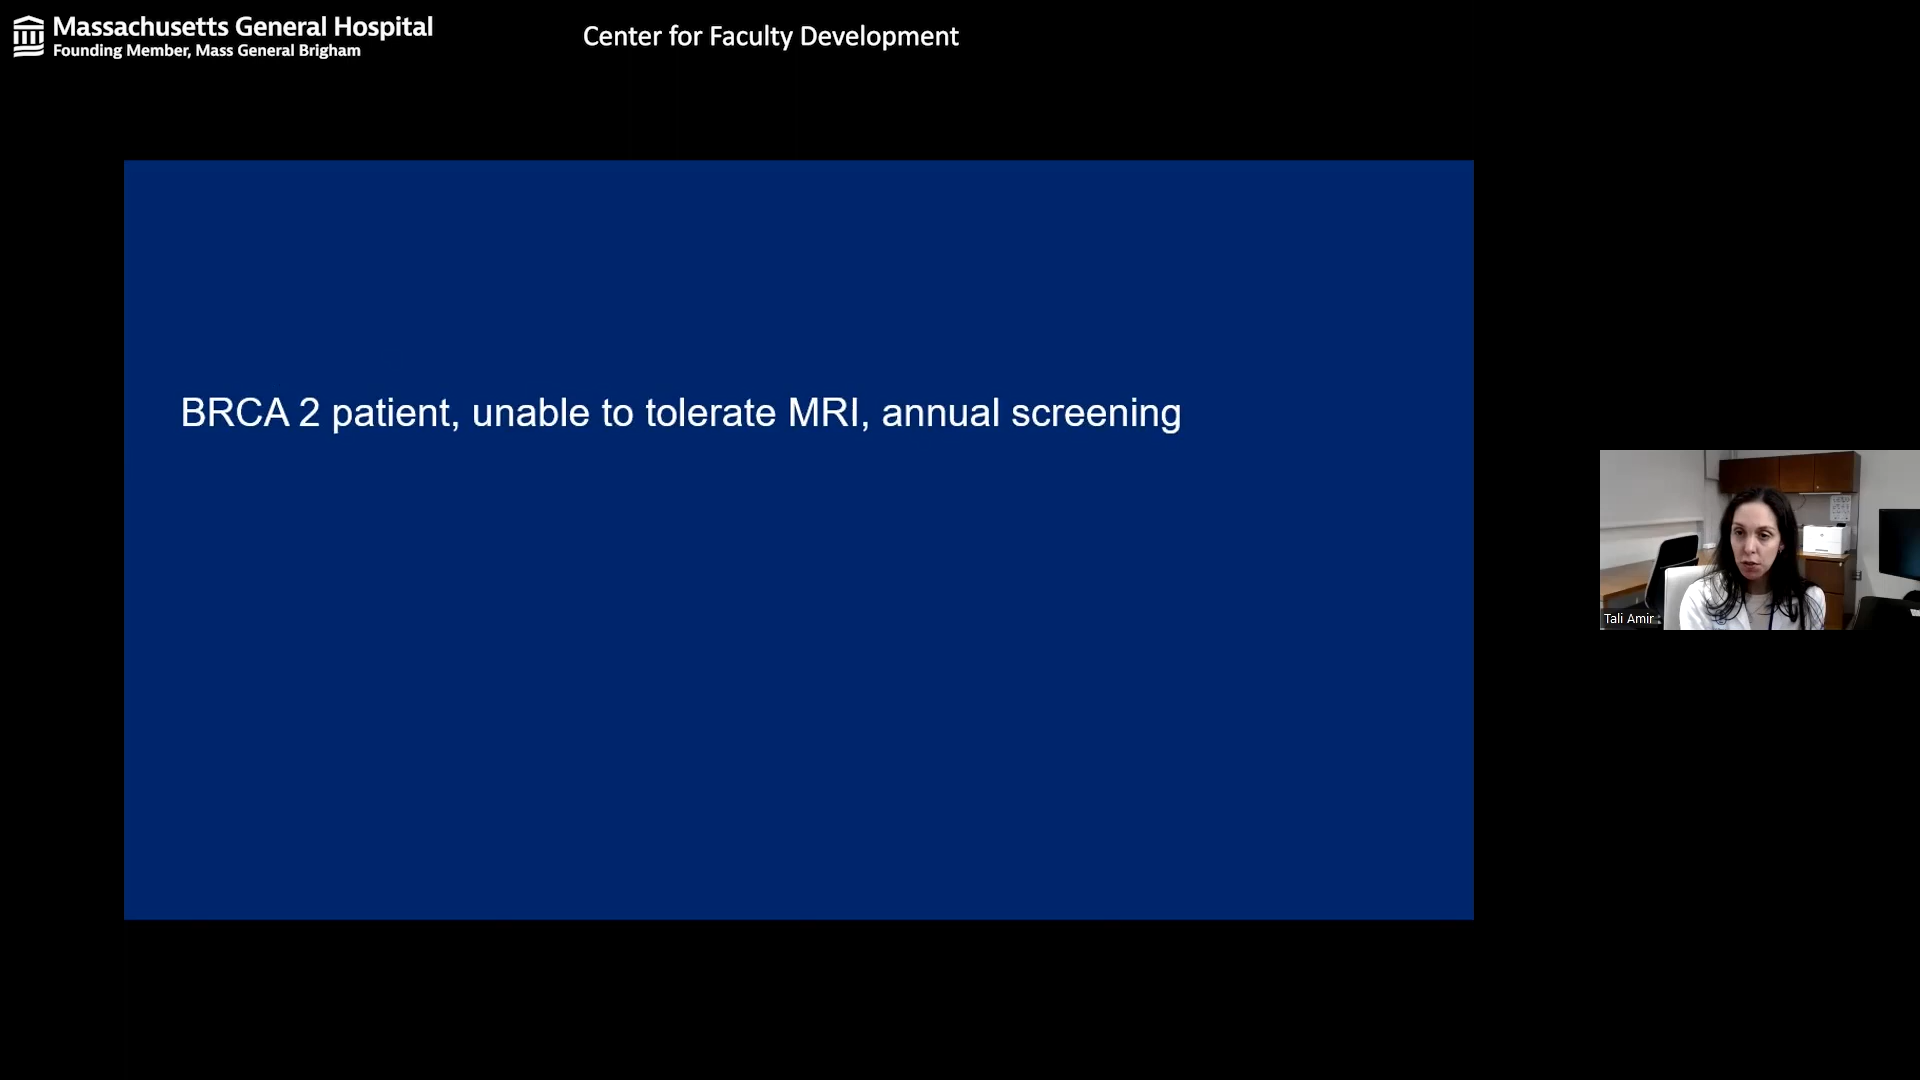 Massachusetts General Hospital
Founding Member, Mass General Brigham
Center for Faculty Development
BRCA 2 patient, unable to tolerate MRI, annual screening
Tali Amir